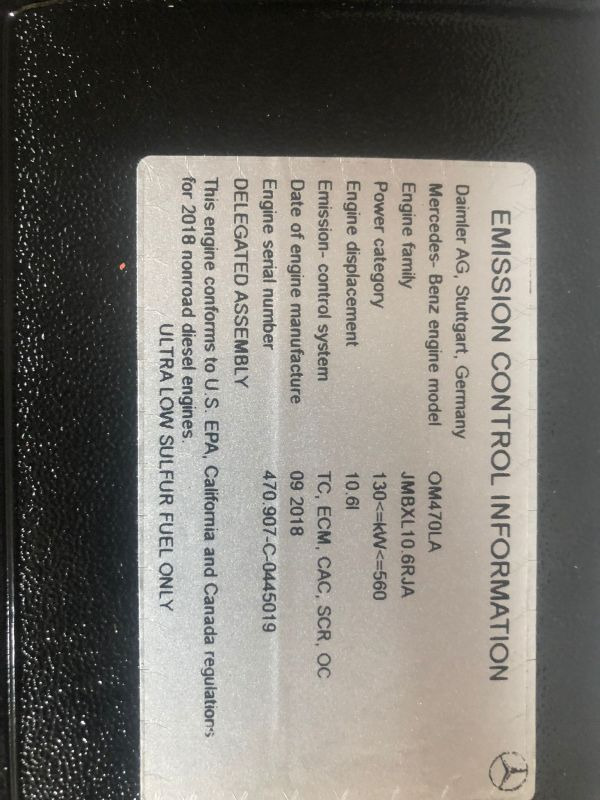 EMISSION CONTROL INFORMATION
Daimler AG, Stuttgart, Germany
Mercedes- Benz engine model OM470LA
Engine family JMBXL10.6RJA
Power category 130<=kW<=560
Engine displacement 10.6l
Emission- control system TC, ECM, CAC, SCR, OC
Date of engine manufacture 09 2018
Engine serial number 470.907-C-0445019
DELEGATED ASSEMBLY
This engine conforms to U.S. EPA, California and Canada regulations
for 2018 nonroad diesel engines.
ULTRA LOW SULFUR FUEL ONLY